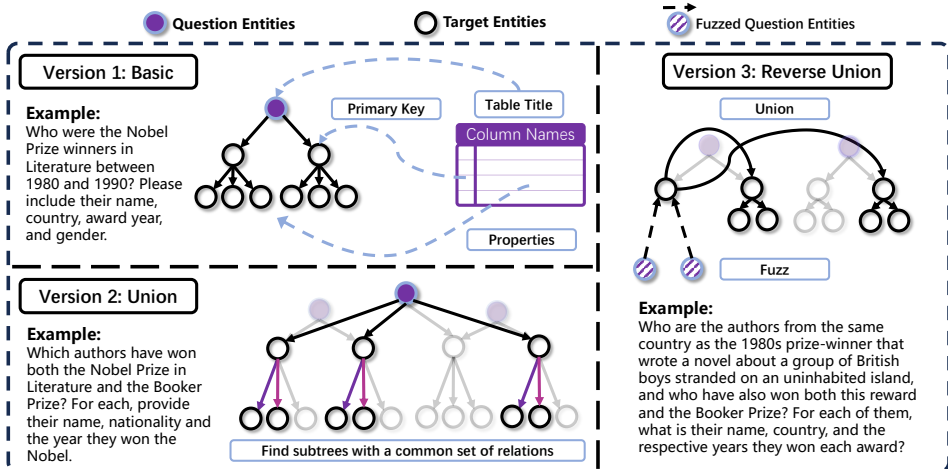 Question Entities
Target Entities
Fuzzed Question Entities
Version 1: Basic
Example:
Who were the Nobel
Prize winners in
Literature between
1980 and 1990? Please
include their name,
country, award year,
and gender.
Primary Key
Table Title
Column Names
Properties
Version 2: Union
Example:
Which authors have won
both the Nobel Prize in
Literature and the Booker
Prize? For each, provide
their name, nationality and
the year they won the
Nobel.
Find subtrees with a common set of relations
Version 3: Reverse Union
Union
Fuzz
Example:
Who are the authors from the same
country as the 1980s prize-winner that
wrote a novel about a group of British
boys stranded on an uninhabited island,
and who have also won both this reward
and the Booker Prize? For each of them,
what is their name, country, and the
respective years they won each award?